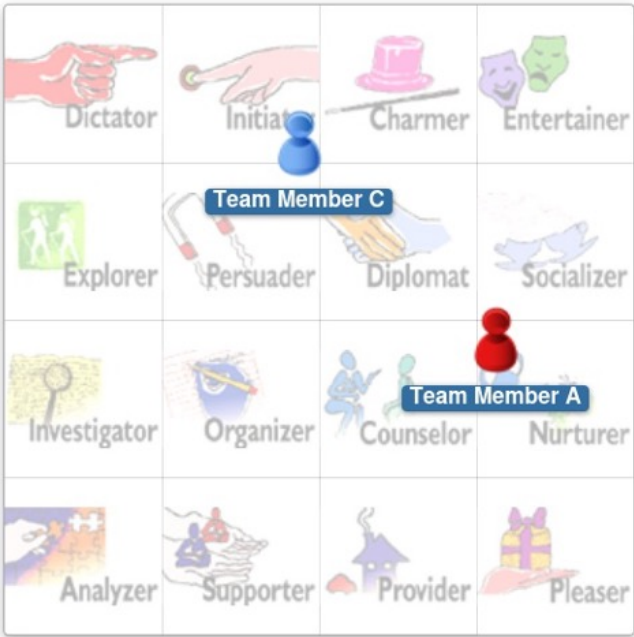 Dictator
Initiator
Charmer
Entertainer
Team Member C
Explorer
Persuader
Diplomat
Socializer
Team Member A
Investigator
Organizer
Counselor
Nurturer
Analyzer
Supporter
Provider
Pleaser